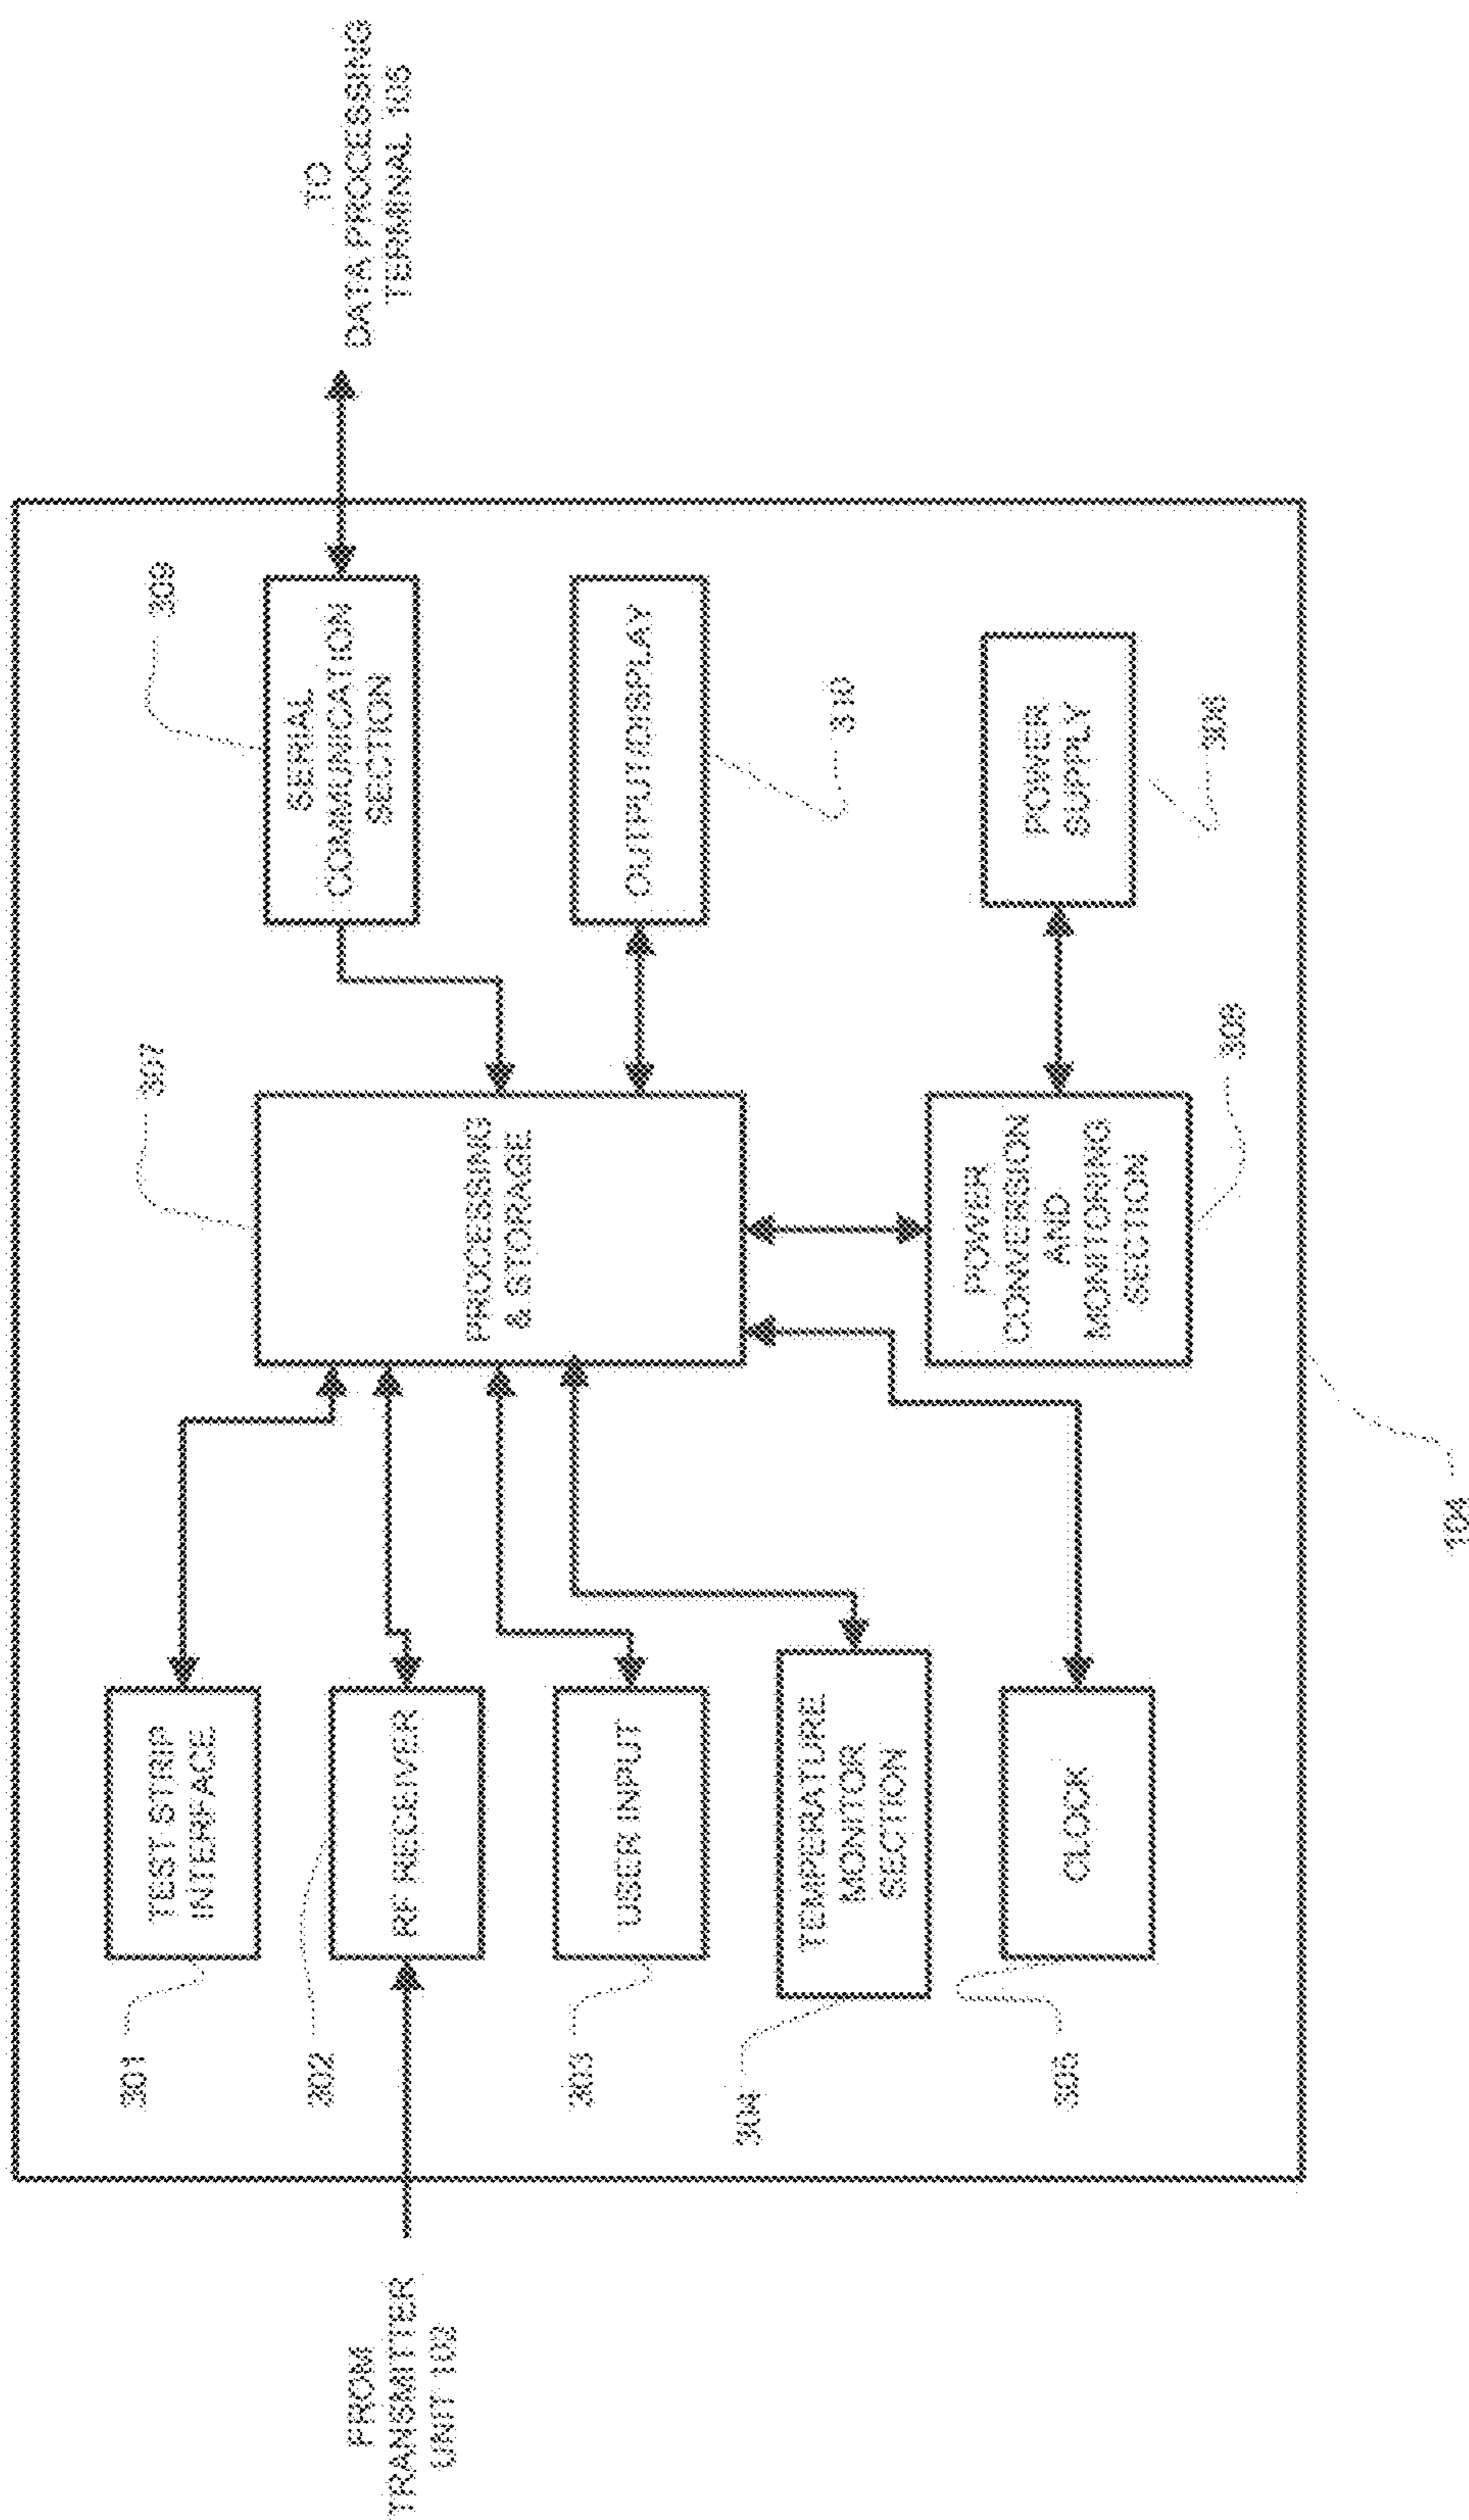 FROM
TRANSMITTER
UNIT 102
301
TEST STRIP
INTERFACE
302
RF RECEIVER
303
USER INPUT
304
TEMPERATURE
MONITOR
SECTION
305
CLOCK
307
PROCESSING
& STORAGE
POWER
CONVERSION
AND
MONITORING
SECTION
308
309
SERIAL
COMMUNICATION
SECTION
OUTPUT/DISPLAY
310
POWER
SUPPLY
306
TO
DATA PROCESSING
TERMINAL 105
104